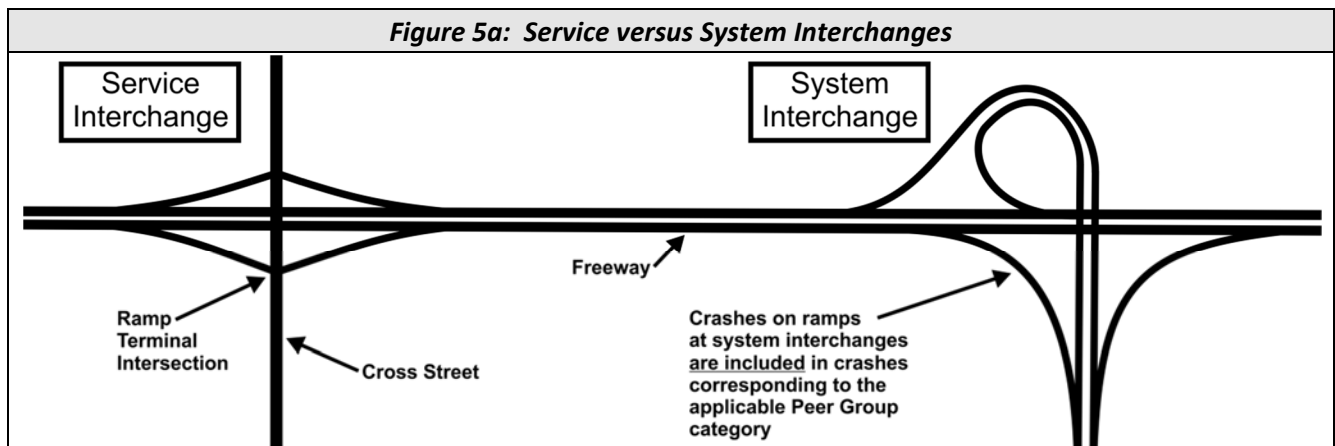 Figure 5a:  Service versus System Interchanges
Service
Interchange
System
Interchange
Freeway
Ramp
Terminal
Intersection
Cross Street
Crashes on ramps
at system interchanges
are included in crashes
corresponding to the
applicable Peer Group
category